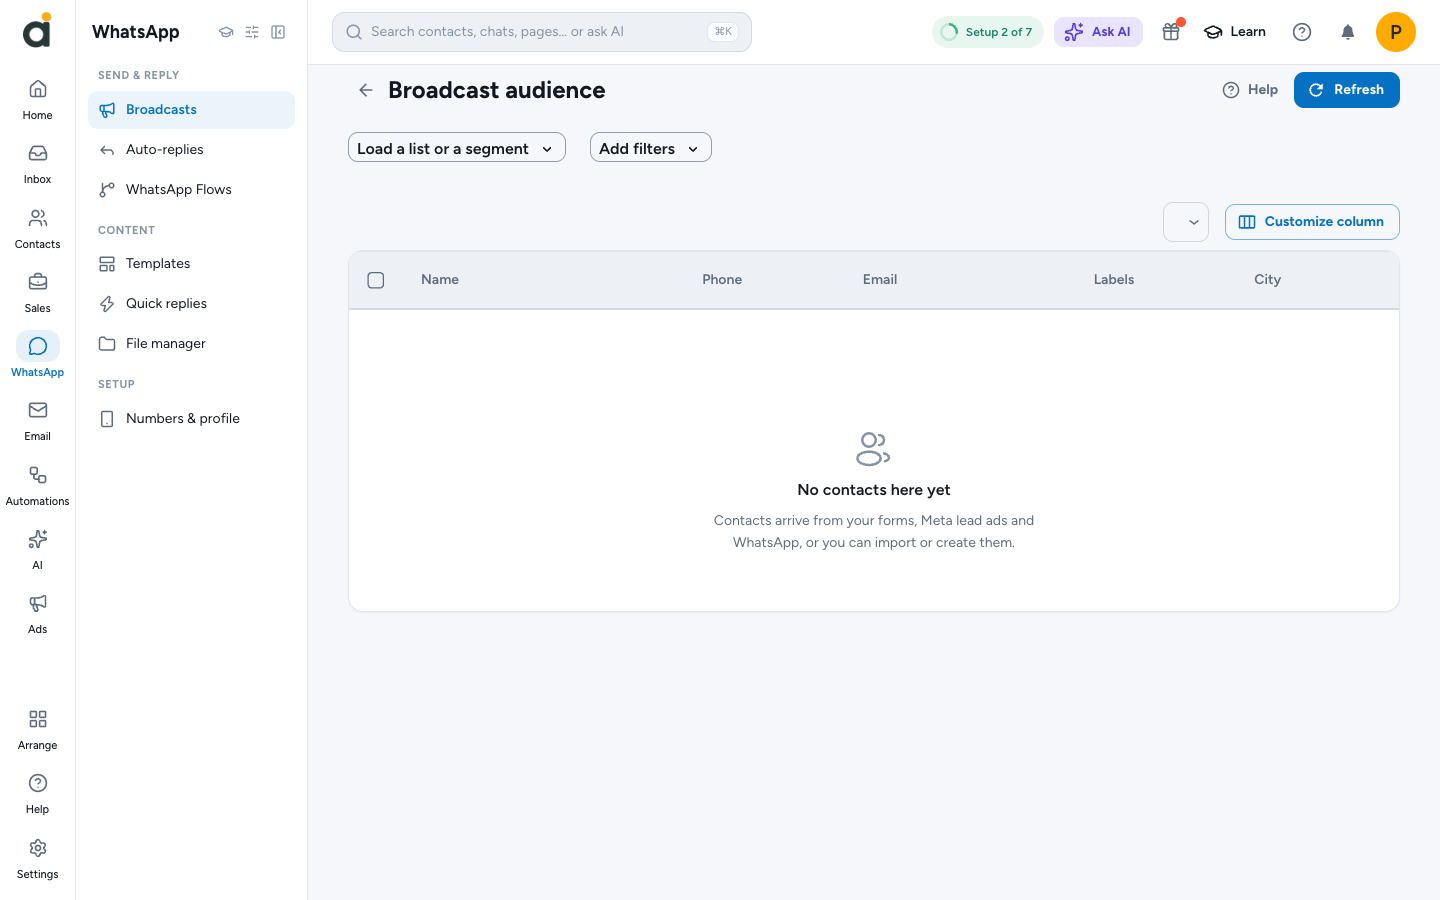 WhatsApp
Search contacts, chats, pages... or ask AI
⌘K
Setup 2 of 7
Ask AI
Learn
P
Home
Inbox
Contacts
Sales
WhatsApp
Email
Automations
AI
Ads
Arrange
Help
Settings
SEND & REPLY
Broadcasts
Auto-replies
WhatsApp Flows
CONTENT
Templates
Quick replies
File manager
SETUP
Numbers & profile
Broadcast audience
Help
Refresh
Load a list or a segment
Add filters
Customize column
Name Phone Email Labels City
No contacts here yet
Contacts arrive from your forms, Meta lead ads and
WhatsApp, or you can import or create them.